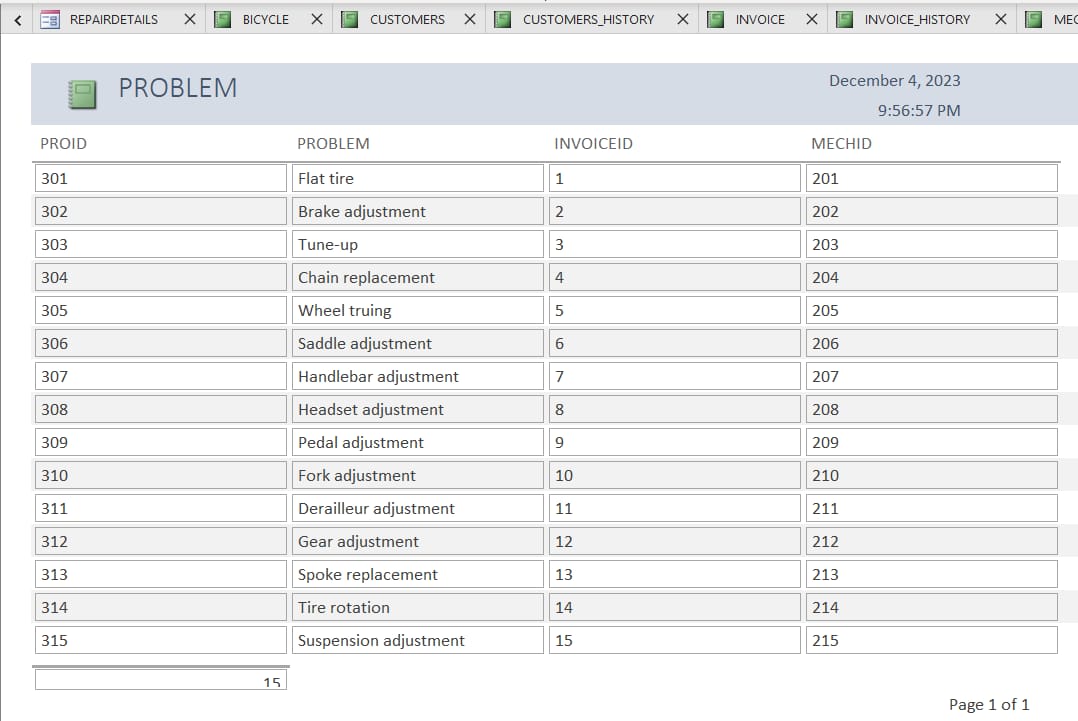 REPAIRDETAILS BICYCLE CUSTOMERS CUSTOMERS_HISTORY INVOICE INVOICE_HISTORY
PROBLEM December 4, 2023
9:56:57 PM
PROID PROBLEM INVOICEID MECHID
301 Flat tire 1 201
302 Brake adjustment 2 202
303 Tune-up 3 203
304 Chain replacement 4 204
305 Wheel truing 5 205
306 Saddle adjustment 6 206
307 Handlebar adjustment 7 207
308 Headset adjustment 8 208
309 Pedal adjustment 9 209
310 Fork adjustment 10 210
311 Derailleur adjustment 11 211
312 Gear adjustment 12 212
313 Spoke replacement 13 213
314 Tire rotation 14 214
315 Suspension adjustment 15 215
15
Page 1 of 1